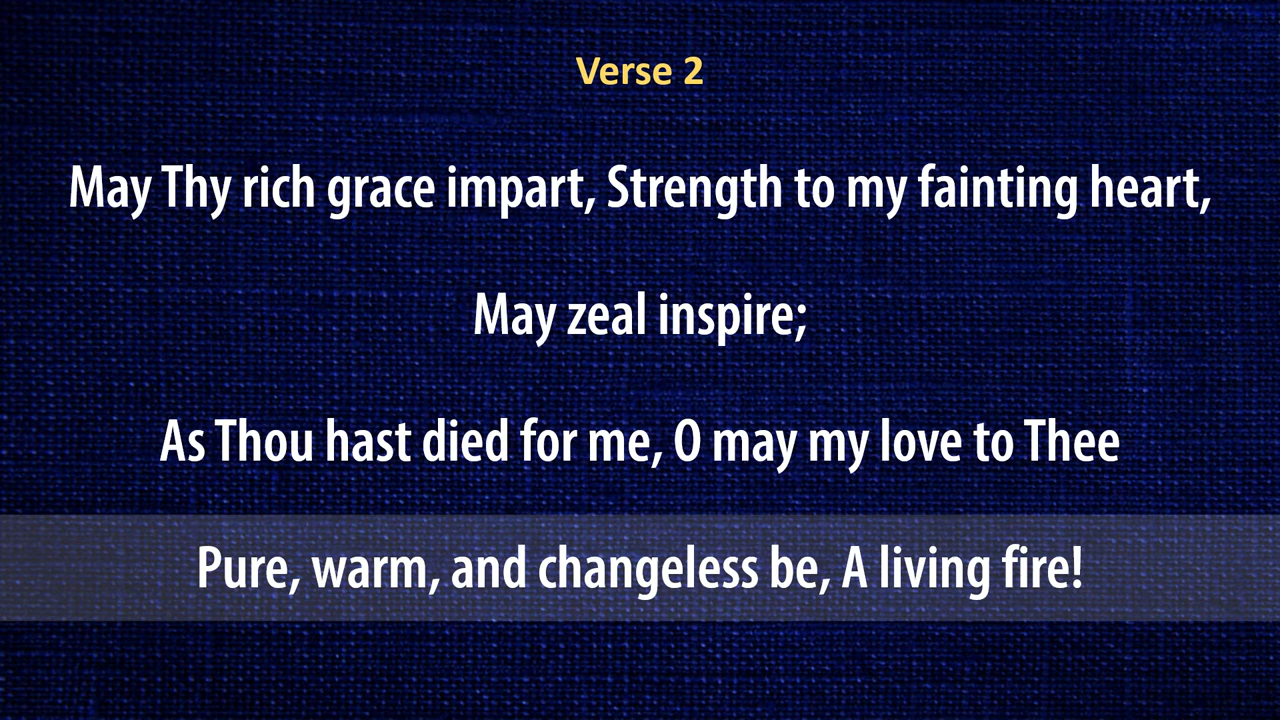 Verse 2
May Thy rich grace impart, Strength to my fainting heart,
May zeal inspire;
As Thou hast died for me, O may my love to Thee
Pure, warm, and changeless be, A living fire!